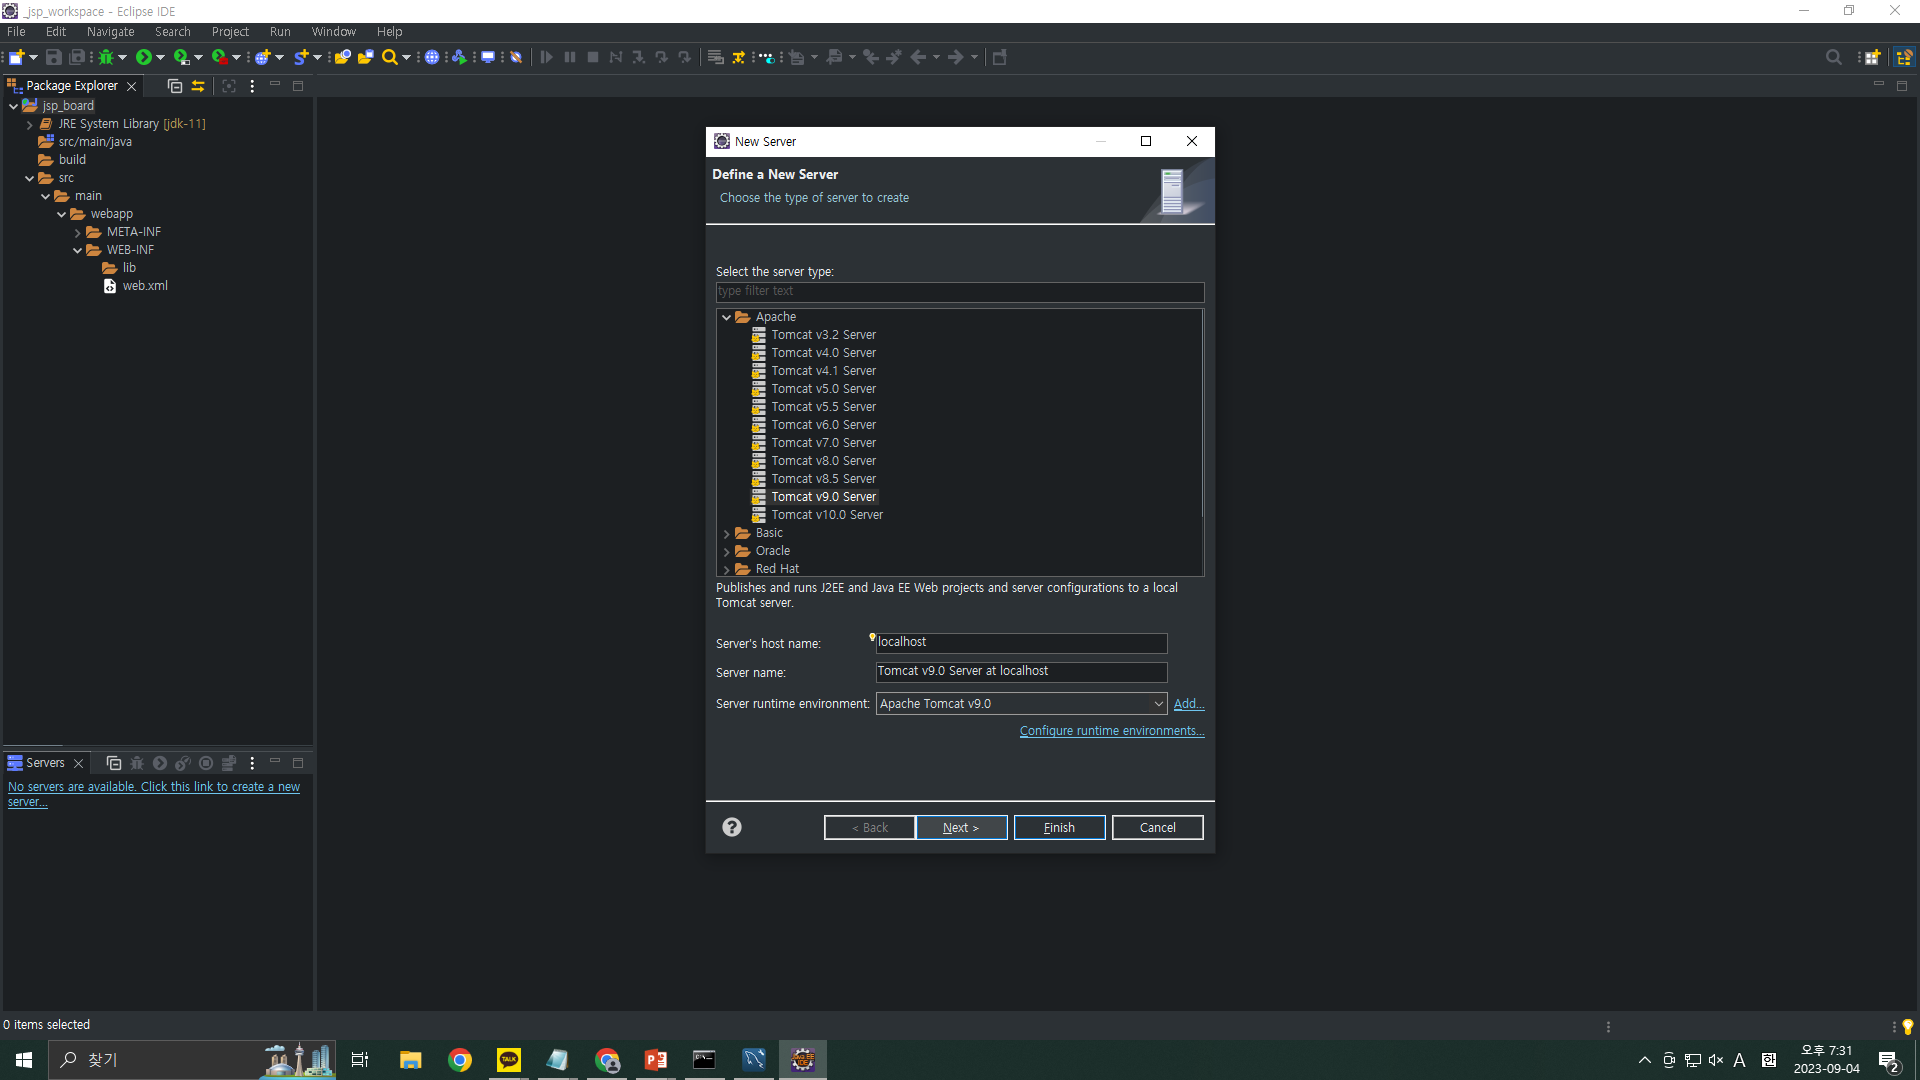 _jsp_workspace - Eclipse IDE
File Edit Navigate Search Project Run Window Help
Package Explorer
jsp_board
JRE System Library [jdk-11]
src/main/java
build
src
main
webapp
META-INF
WEB-INF
lib
web.xml
Servers
No servers are available. Click this link to create a new
server...
New Server
Define a New Server
Choose the type of server to create
Select the server type:
type filter text
Apache
Tomcat v3.2 Server
Tomcat v4.0 Server
Tomcat v4.1 Server
Tomcat v5.0 Server
Tomcat v5.5 Server
Tomcat v6.0 Server
Tomcat v7.0 Server
Tomcat v8.0 Server
Tomcat v8.5 Server
Tomcat v9.0 Server
Tomcat v10.0 Server
Basic
Oracle
Red Hat
Publishes and runs J2EE and Java EE Web projects and server configurations to a local
Tomcat server.
Server's host name: localhost
Server name: Tomcat v9.0 Server at localhost
Server runtime environment: Apache Tomcat v9.0 Add...
Configure runtime environments...
< Back Next > Finish Cancel
0 items selected
찾기
TALK
A
오후 7:31
2023-09-04
2